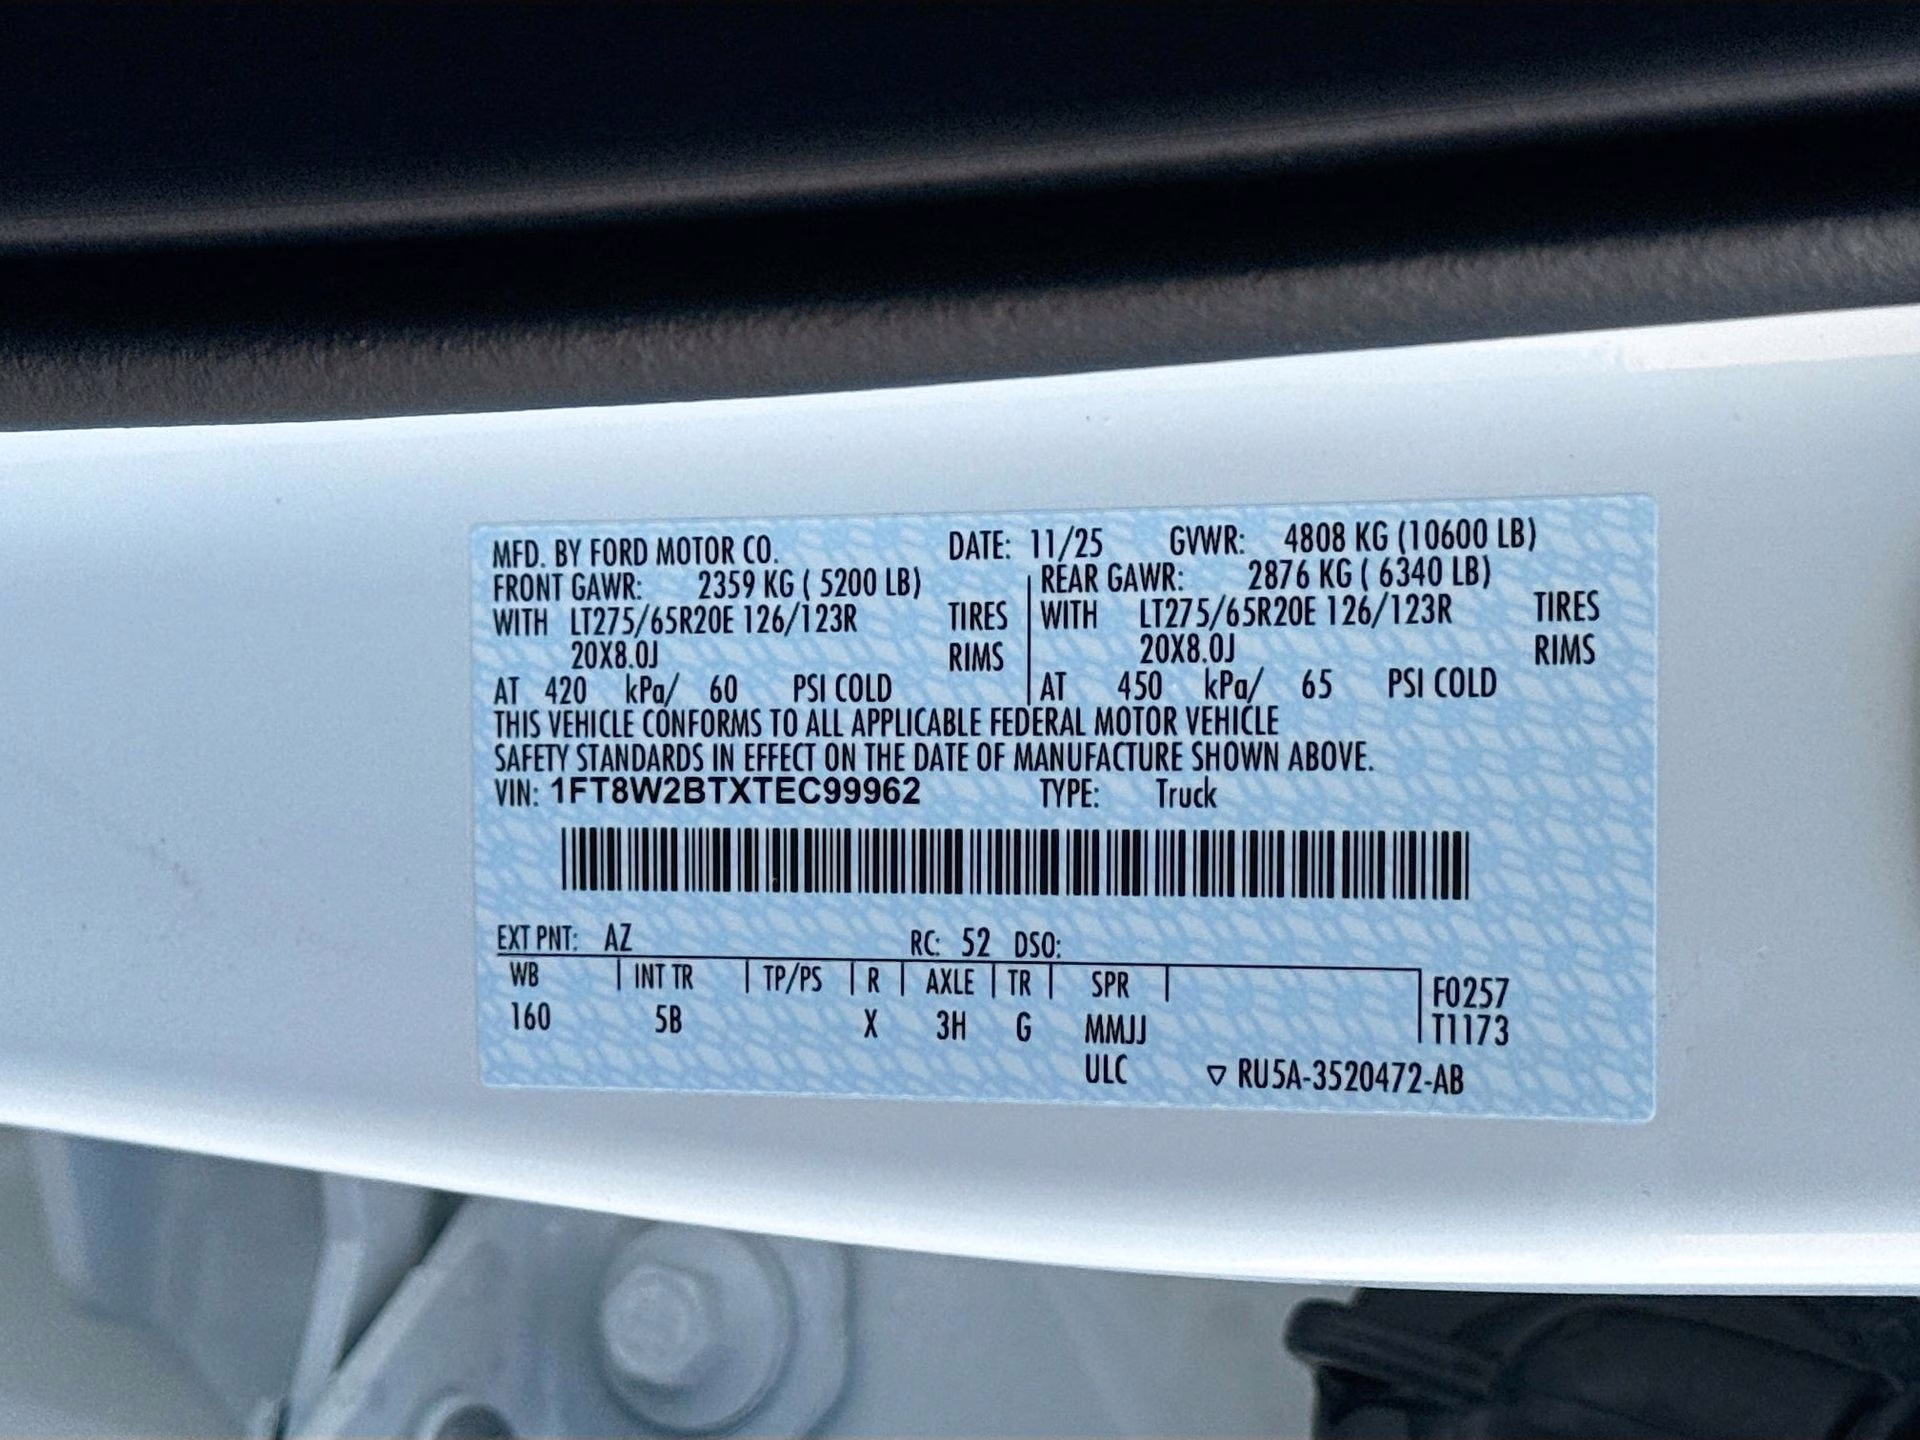 MFD. BY FORD MOTOR CO. DATE: 11/25 GVWR: 4808 KG (10600 LB)
FRONT GAWR: 2359 KG ( 5200 LB) REAR GAWR: 2876 KG ( 6340 LB)
WITH LT275/65R20E 126/123R TIRES WITH LT275/65R20E 126/123R TIRES
20X8.0J RIMS 20X8.0J RIMS
AT 420 kPa/ 60 PSI COLD AT 450 kPa/ 65 PSI COLD
THIS VEHICLE CONFORMS TO ALL APPLICABLE FEDERAL MOTOR VEHICLE
SAFETY STANDARDS IN EFFECT ON THE DATE OF MANUFACTURE SHOWN ABOVE.
VIN: 1FT8W2BTXTEC99962 TYPE: Truck
EXT PNT: AZ RC: 52 DSO:
WB INT TR TP/PS R AXLE TR SPR F0257
160 5B X 3H G MMJJ T1173
ULC RU5A-3520472-AB